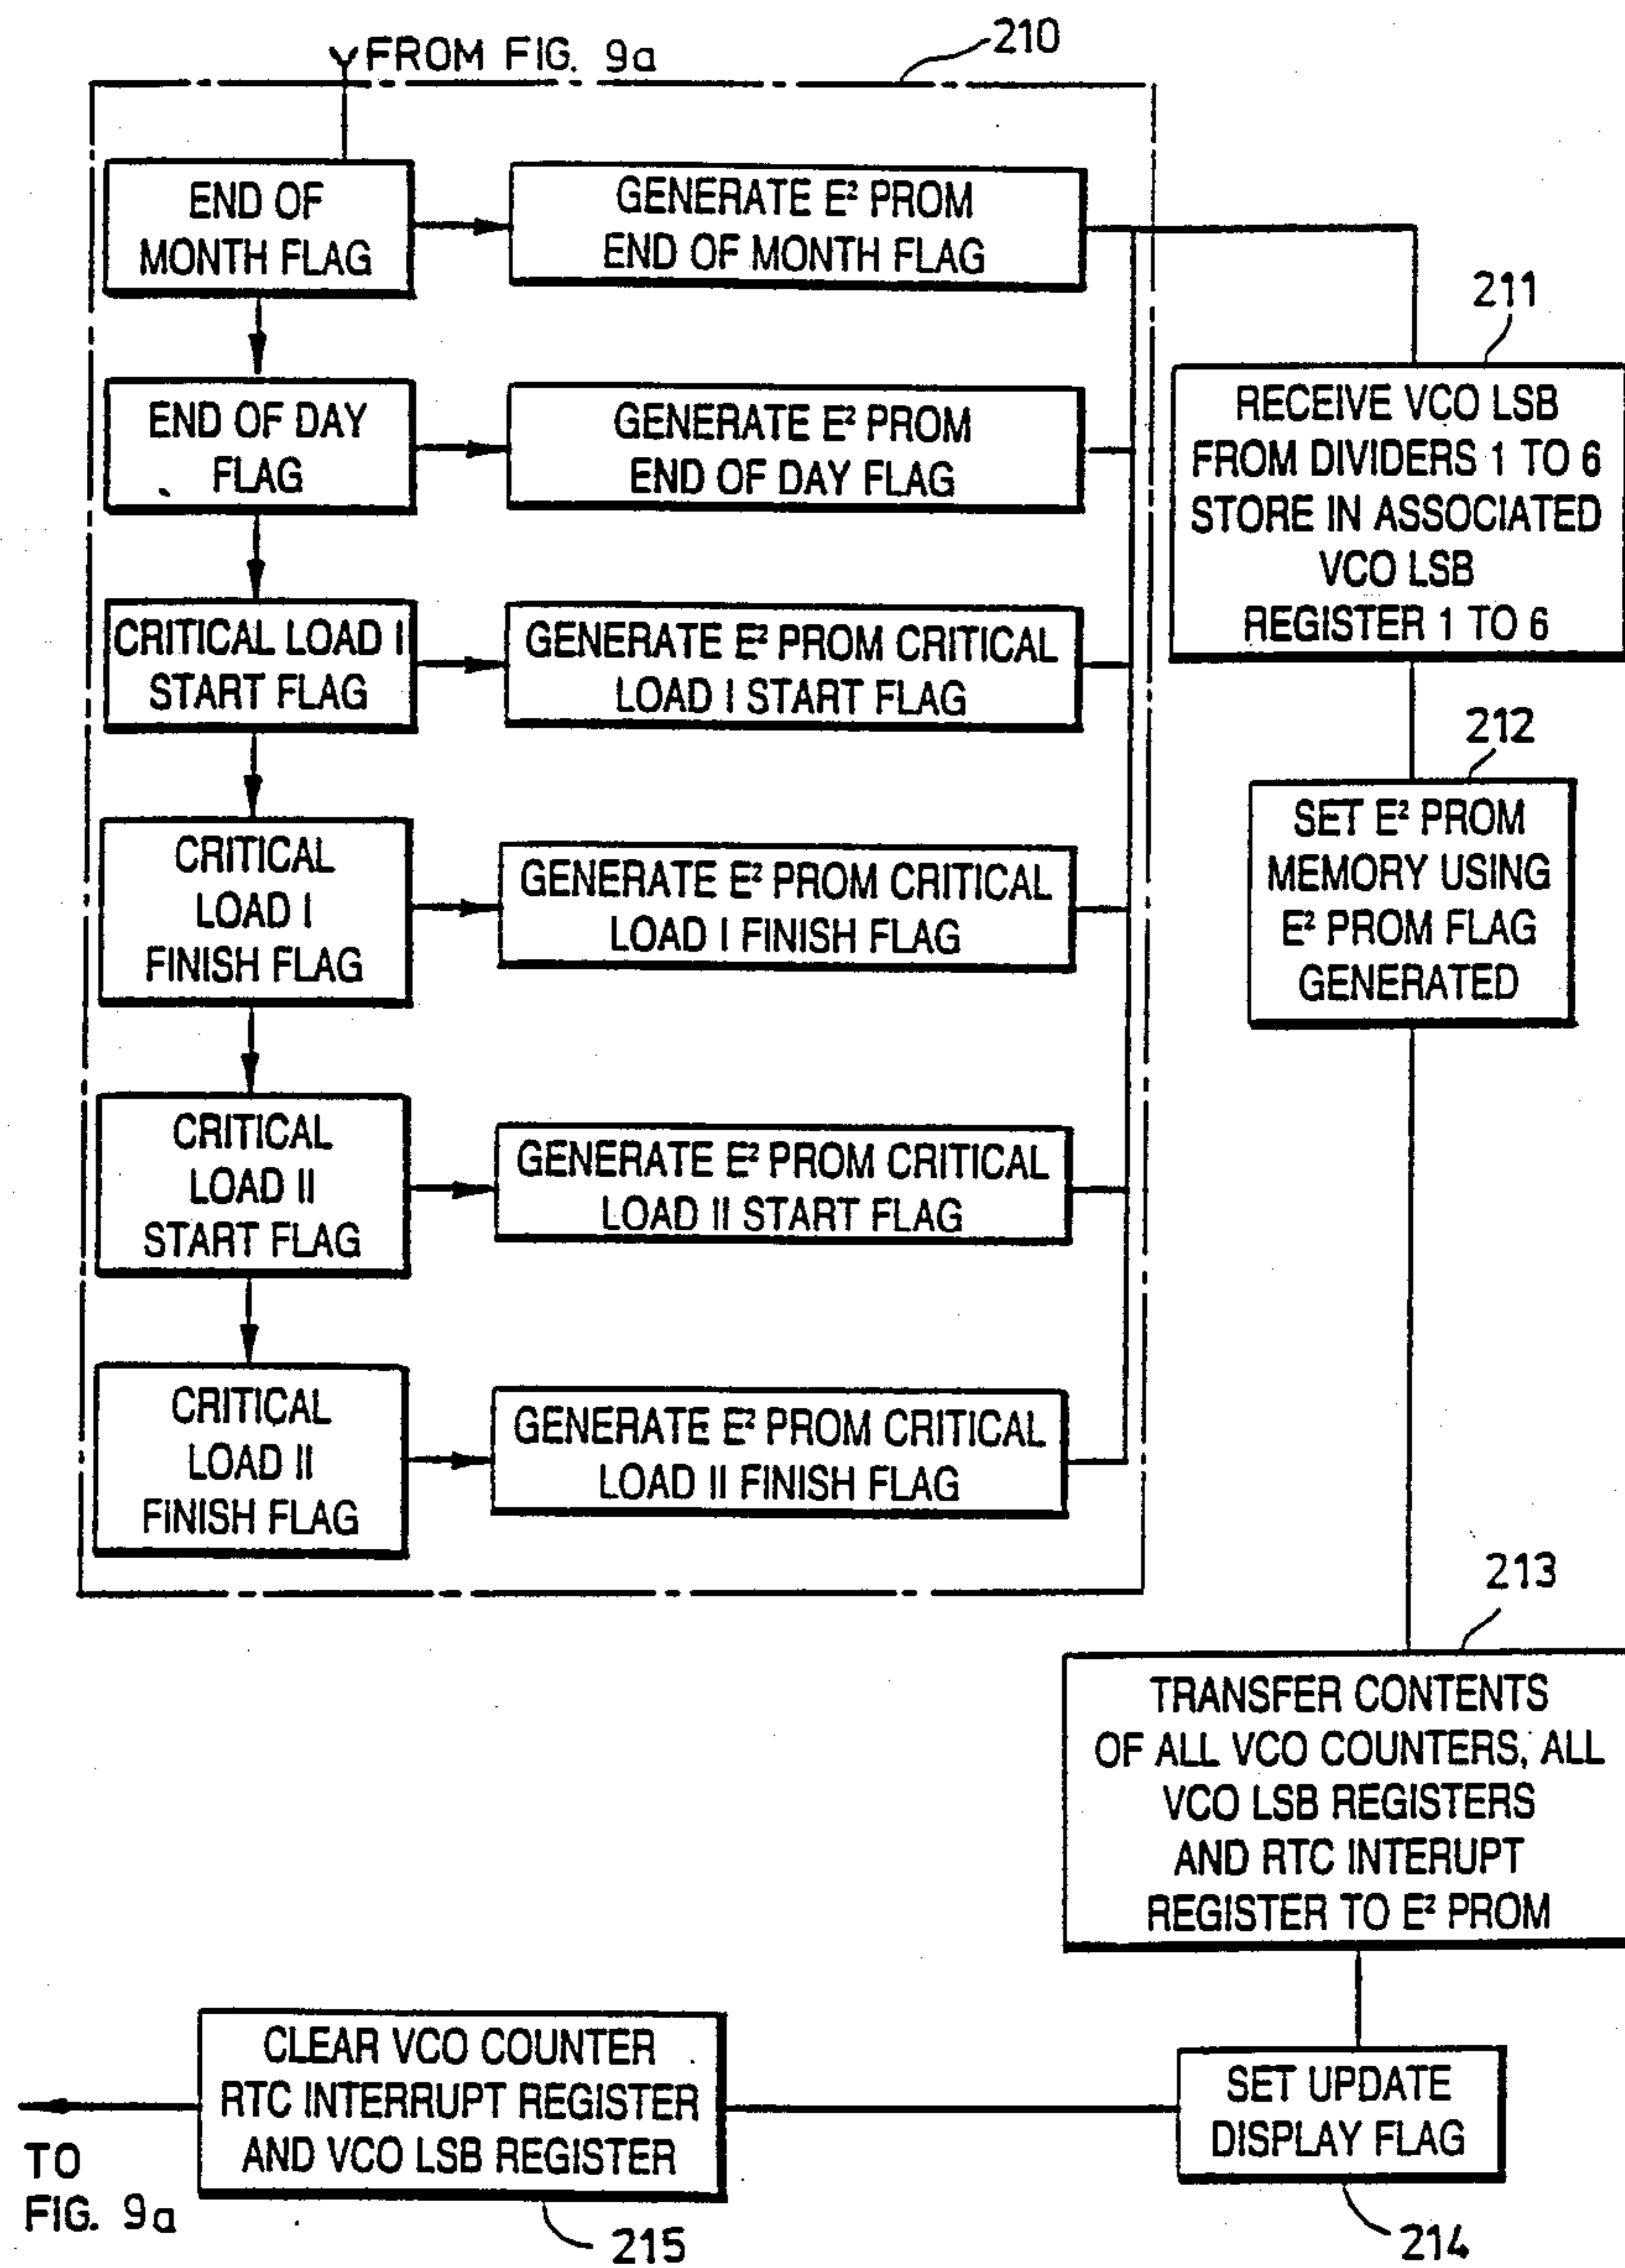 FROM FIG. 9a
210
END OF
MONTH FLAG
GENERATE E² PROM
END OF MONTH FLAG
END OF DAY
FLAG
GENERATE E² PROM
END OF DAY FLAG
CRITICAL LOAD I
START FLAG
GENERATE E² PROM CRITICAL
LOAD I START FLAG
CRITICAL
LOAD I
FINISH FLAG
GENERATE E² PROM CRITICAL
LOAD I FINISH FLAG
CRITICAL
LOAD II
START FLAG
GENERATE E² PROM CRITICAL
LOAD II START FLAG
CRITICAL
LOAD II
FINISH FLAG
GENERATE E² PROM CRITICAL
LOAD II FINISH FLAG
211
RECEIVE VCO LSB
FROM DIVIDERS 1 TO 6
STORE IN ASSOCIATED
VCO LSB
REGISTER 1 TO 6
212
SET E² PROM
MEMORY USING
E² PROM FLAG
GENERATED
213
TRANSFER CONTENTS
OF ALL VCO COUNTERS, ALL
VCO LSB REGISTERS
AND RTC INTERUPT
REGISTER TO E² PROM
SET UPDATE
DISPLAY FLAG
214
CLEAR VCO COUNTER
RTC INTERRUPT REGISTER
AND VCO LSB REGISTER
215
TO
FIG. 9a